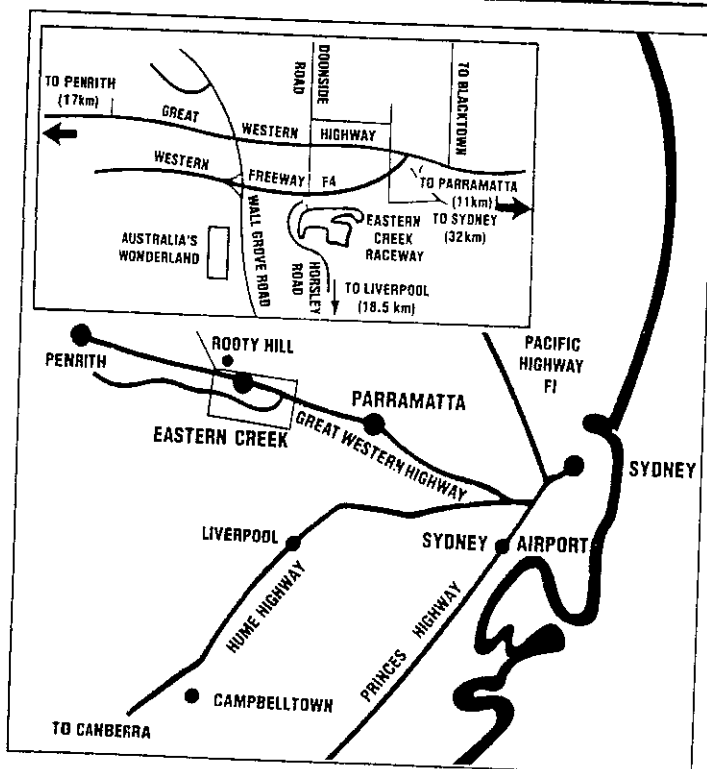 TO PENRITH
(17km)
GREAT
WESTERN
HIGHWAY
DOONSIDE
ROAD
TO BLACKTOWN
WESTERN
FREEWAY F4
TO PARRAMATTA
(11km)
TO SYDNEY
(32km)
EASTERN
CREEK
RACEWAY
AUSTRALIA'S
WONDERLAND
WALL GROVE ROAD
HORSLEY
ROAD
TO LIVERPOOL
(18.5 km)
PACIFIC
HIGHWAY
FI
ROOTY HILL
PENRITH
PARRAMATTA
EASTERN CREEK
GREAT WESTERN HIGHWAY
SYDNEY
LIVERPOOL
SYDNEY AIRPORT
HUME HIGHWAY
PRINCES HIGHWAY
CAMPBELLTOWN
TO CANBERRA